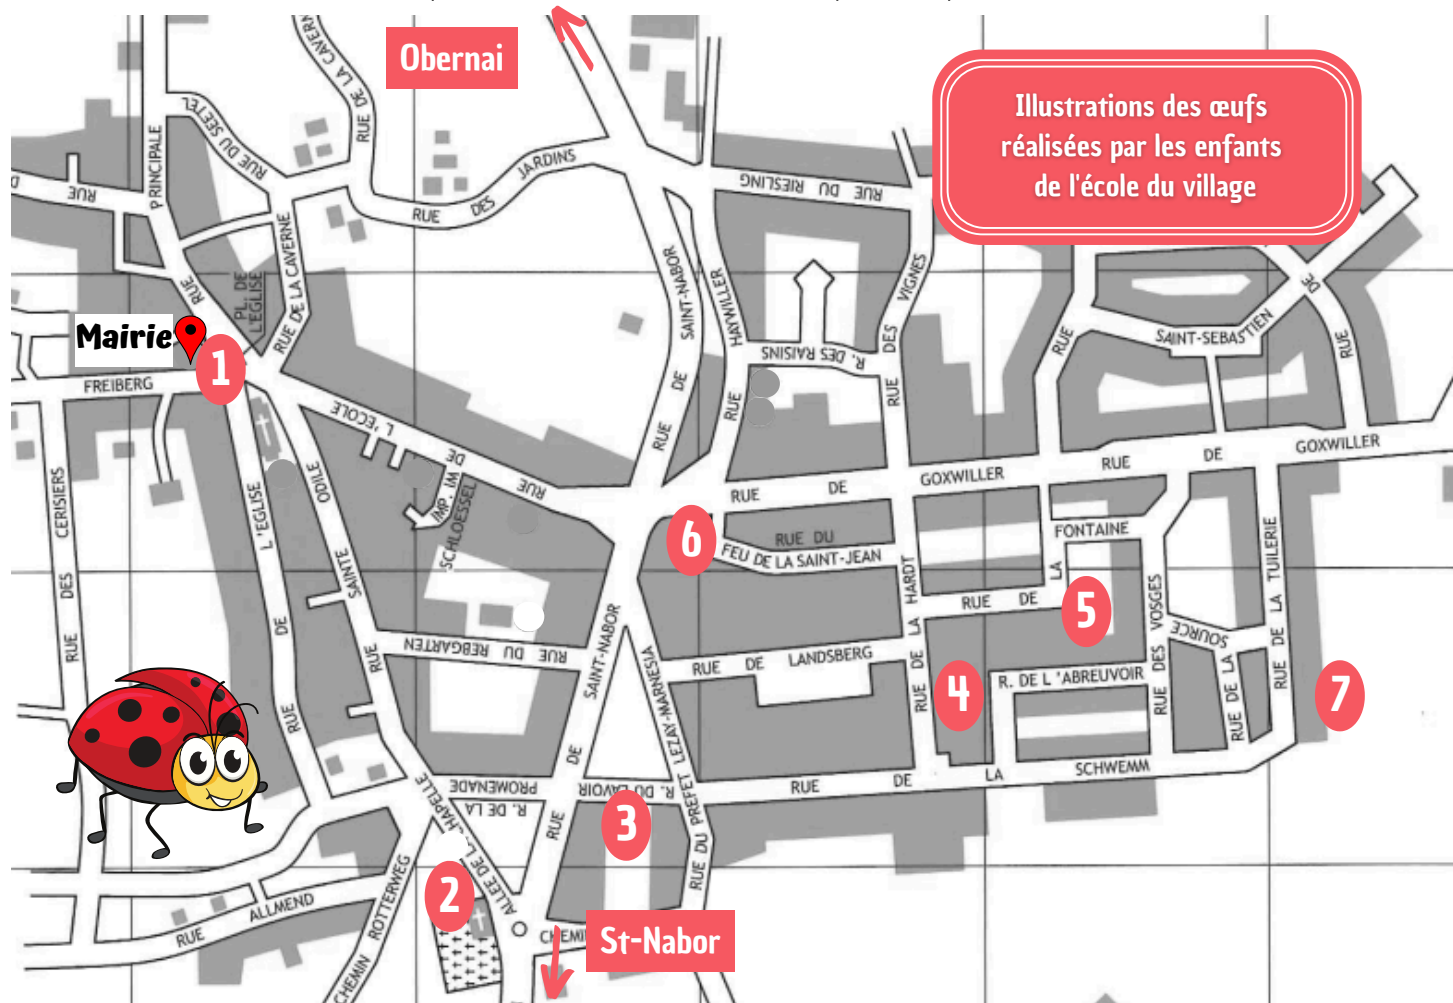 Obernai
Illustrations des œufs
réalisées par les enfants
de l'école du village
RUE DE LA CAVERNE
RUE DU SEETEL
PRINCIPALE
RUE
RUE DES JARDINS
RUE DU RIESLING
RUE
PL. DE
L'EGLISE
RUE DE LA CAVERNE
Mairie
1
FREIBERG
RUE DE SAINT-NABOR
RUE HAYWILLER
R. DES RAISINS
RUE DES VIGNES
RUE
SAINT-SEBASTIEN
DE
RUE
RUE DE L'ECOLE
IMP. IM
SCHLOESSEL
RUE DE GOXWILLER
RUE DE GOXWILLER
RUE DES CERISIERS
RUE DE L'EGLISE
RUE SAINTE ODILE
6
RUE DU
FEU DE LA SAINT-JEAN
RUE DE LA HARDT
RUE DE LA
FONTAINE
5
RUE DES VOSGES
RUE DE LA SOURCE
RUE DE LA TUILERIE
RUE DU REBGARTEN
RUE DE SAINT-NABOR
RUE DU PREFET LEZAY-MARNESIA
RUE DE LANDSBERG
4
R. DE L'ABREUVOIR
7
R. DE LA
PROMENADE
R. DU LAVOIR
3
RUE DE LA SCHWEMM
ALLÉE DE LA CHAPELLE
2
RUE ALLMEND
CHEMIN ROTTERWEG
CHEMIN
St-Nabor